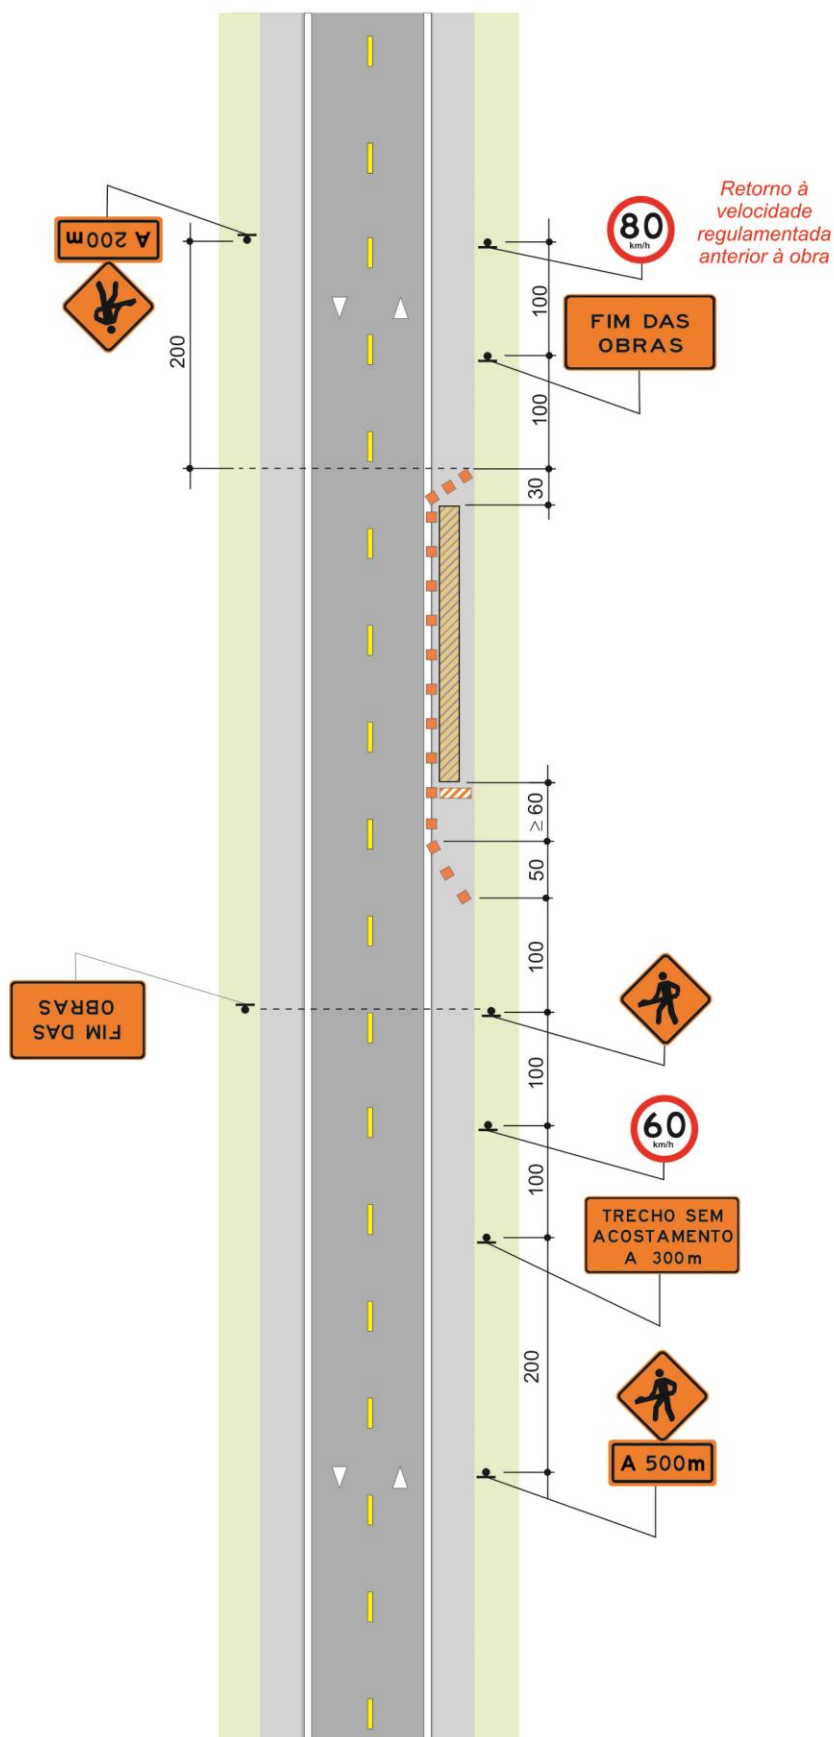 Retorno à
velocidade
regulamentada
anterior à obra
80
km/h
A 200m
200
100
FIM DAS
OBRAS
100
30
≥ 60
50
100
FIM DAS
OBRAS
100
60
km/h
100
TRECHO SEM
ACOSTAMENTO
A 300m
200
A 500m